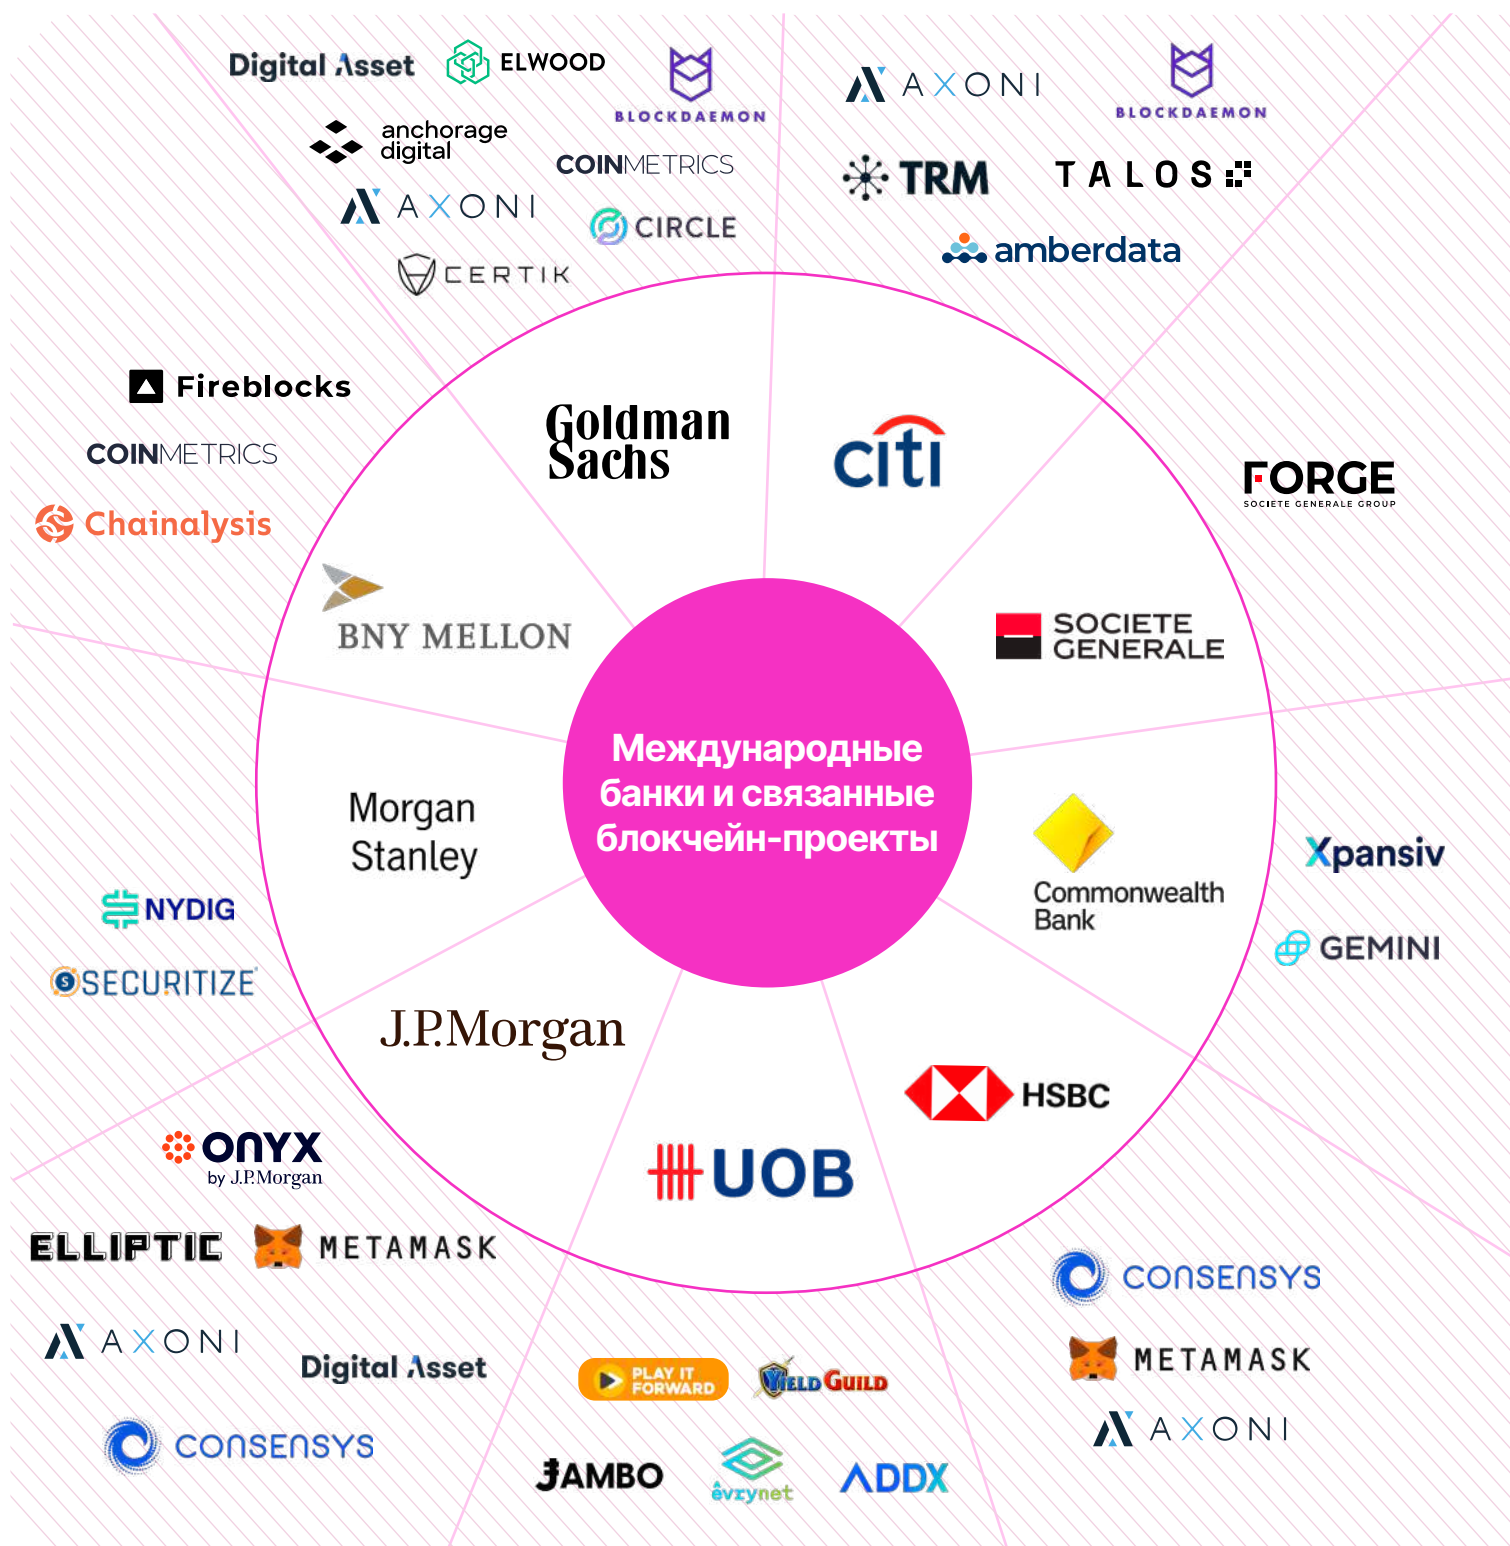 Digital Asset
ELWOOD
BLOCKDAEMON
anchorage
digital
COINMETRICS
AXONI
CIRCLE
CERTIK
AXONI
BLOCKDAEMON
TRM
TALOS
amberdata
Fireblocks
COINMETRICS
Chainalysis
Goldman
Sachs
citi
FORGE
SOCIETE GENERALE GROUP
BNY MELLON
SOCIETE
GENERALE
Международные
банки и связанные
блокчейн-проекты
Morgan
Stanley
Commonwealth
Bank
Xpansiv
GEMINI
NYDIG
S
SECURITIZE
J.P.Morgan
HSBC
UOB
ONYX
by J.P.Morgan
ELLIPTIC
METAMASK
AXONI
Digital Asset
CONSENSYS
PLAY IT
FORWARD
YIELD GUILD
JAMBO
evrynet
ADDX
CONSENSYS
METAMASK
AXONI